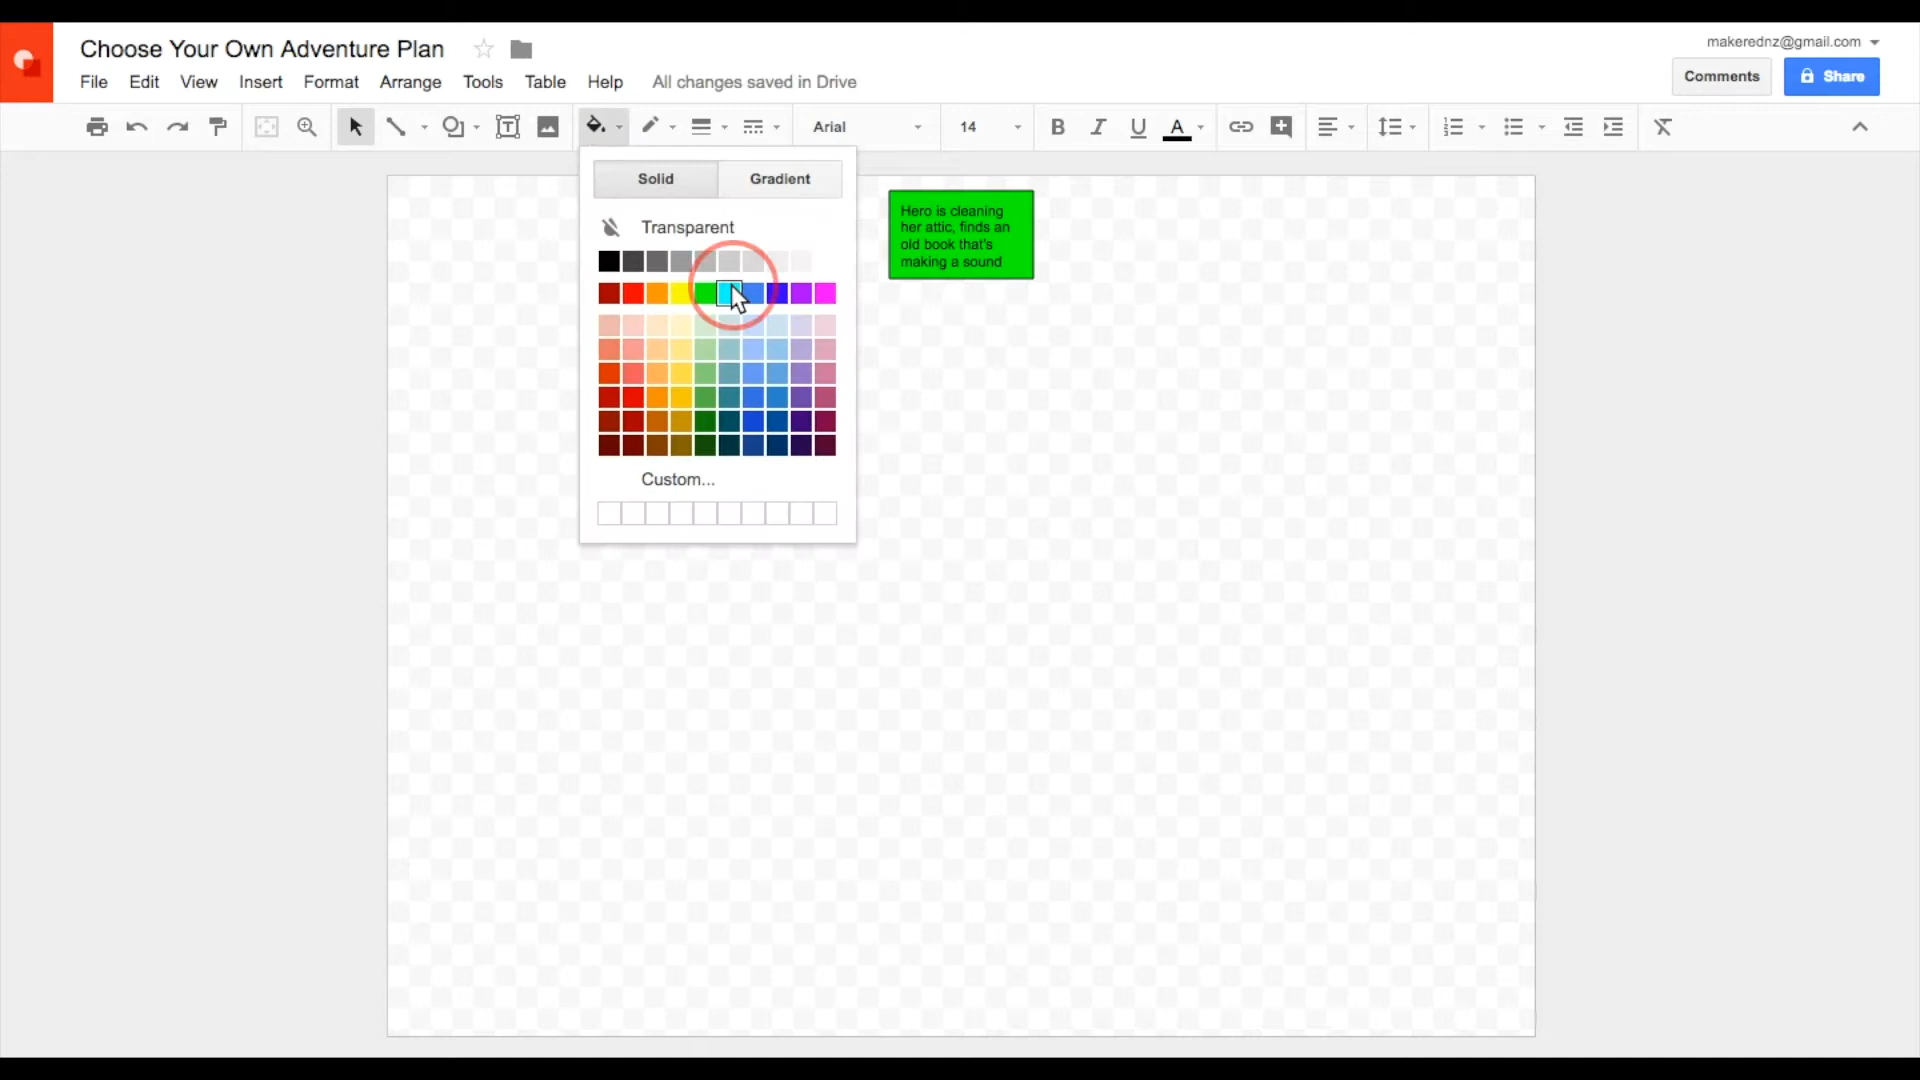 Choose Your Own Adventure Plan
makerednz@gmail.com
File Edit View Insert Format Arrange Tools Table Help All changes saved in Drive
Comments
Share
Arial
14
B I U A
Solid
Gradient
Transparent
Custom...
Hero is cleaning
her attic, finds an
old book that's
making a sound